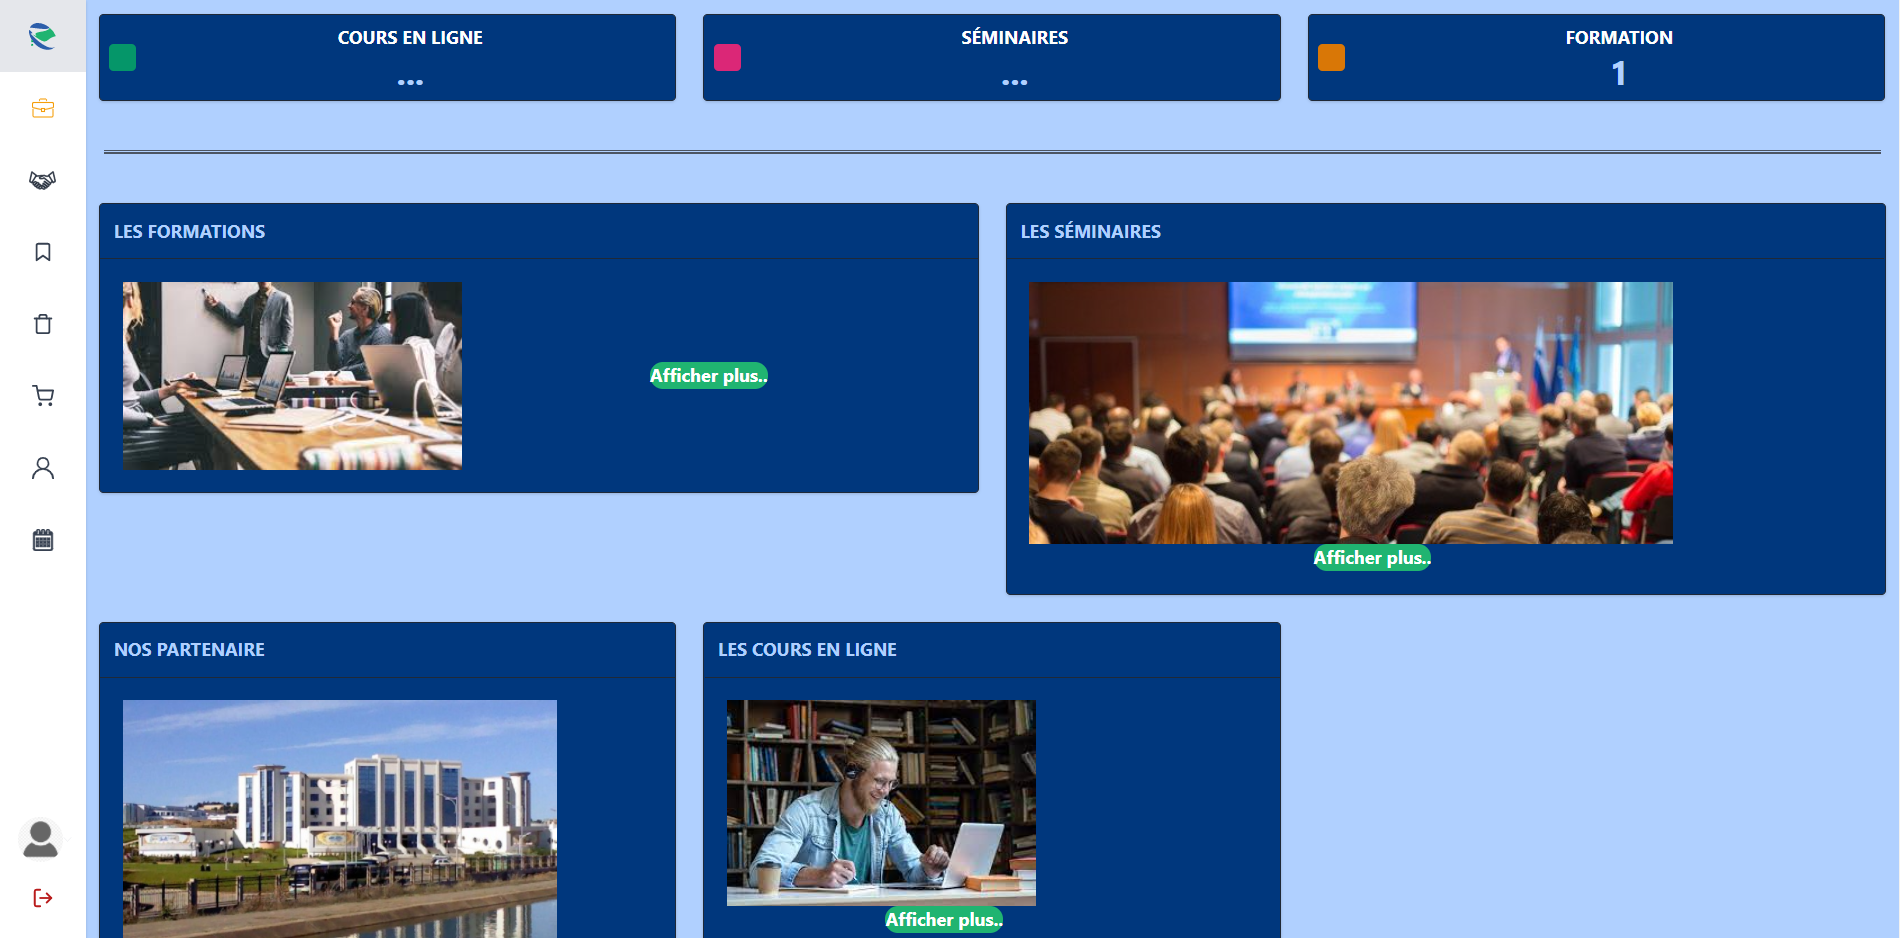 COURS EN LIGNE
...
SÉMINAIRES
...
FORMATION
1
LES FORMATIONS
Afficher plus..
LES SÉMINAIRES
Afficher plus..
NOS PARTENAIRE
LES COURS EN LIGNE
Afficher plus..